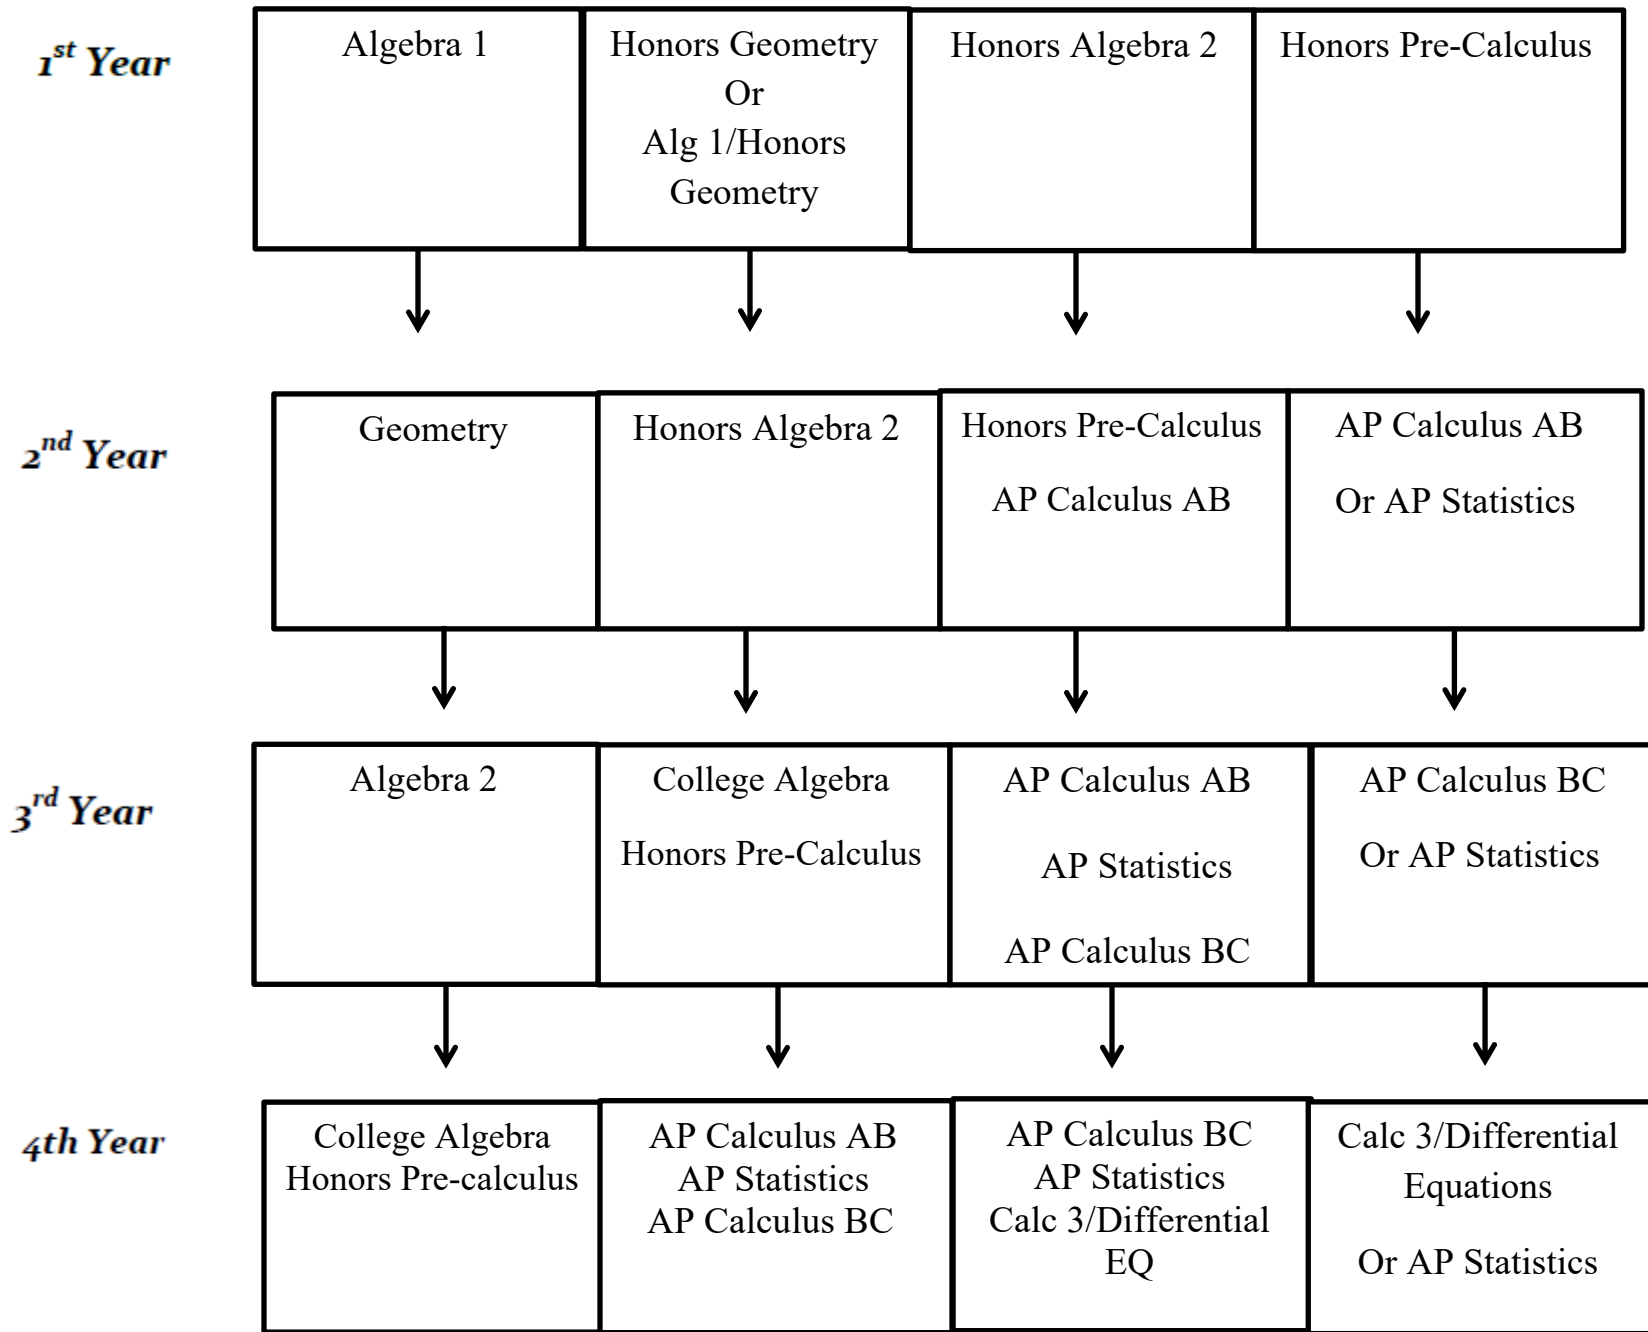 1st Year
Algebra 1
Honors Geometry
Or
Alg 1/Honors
Geometry
Honors Algebra 2
Honors Pre-Calculus
2nd Year
Geometry
Honors Algebra 2
Honors Pre-Calculus
AP Calculus AB
AP Calculus AB
Or AP Statistics
3rd Year
Algebra 2
College Algebra
Honors Pre-Calculus
AP Calculus AB
AP Statistics
AP Calculus BC
AP Calculus BC
Or AP Statistics
4th Year
College Algebra
Honors Pre-calculus
AP Calculus AB
AP Statistics
AP Calculus BC
AP Calculus BC
AP Statistics
Calc 3/Differential
EQ
Calc 3/Differential
Equations
Or AP Statistics